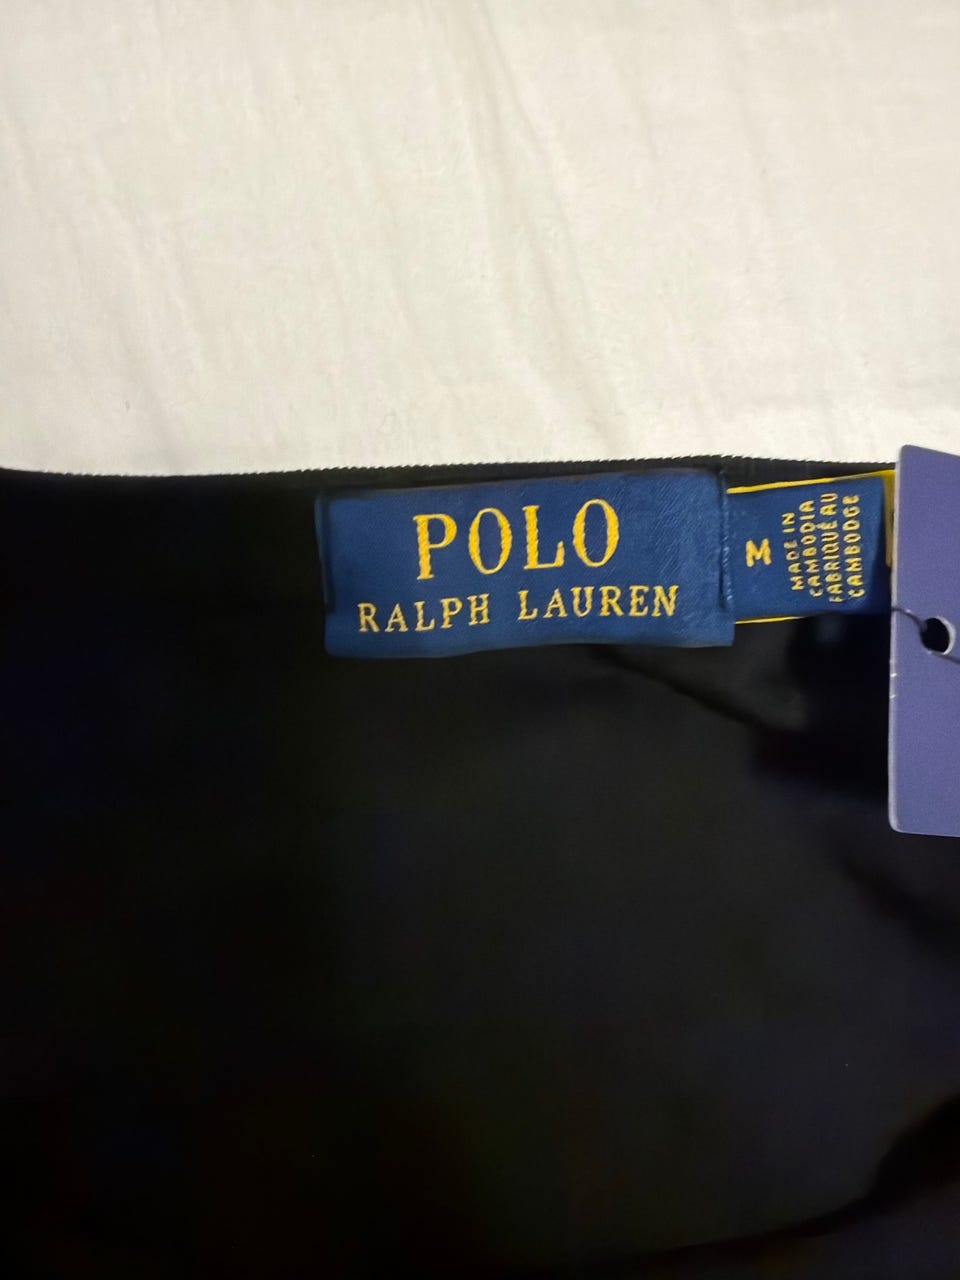 POLO
RALPH LAUREN
M
MADE IN
CAMBODIA
FABRIQUÉ AU
CAMBODGE